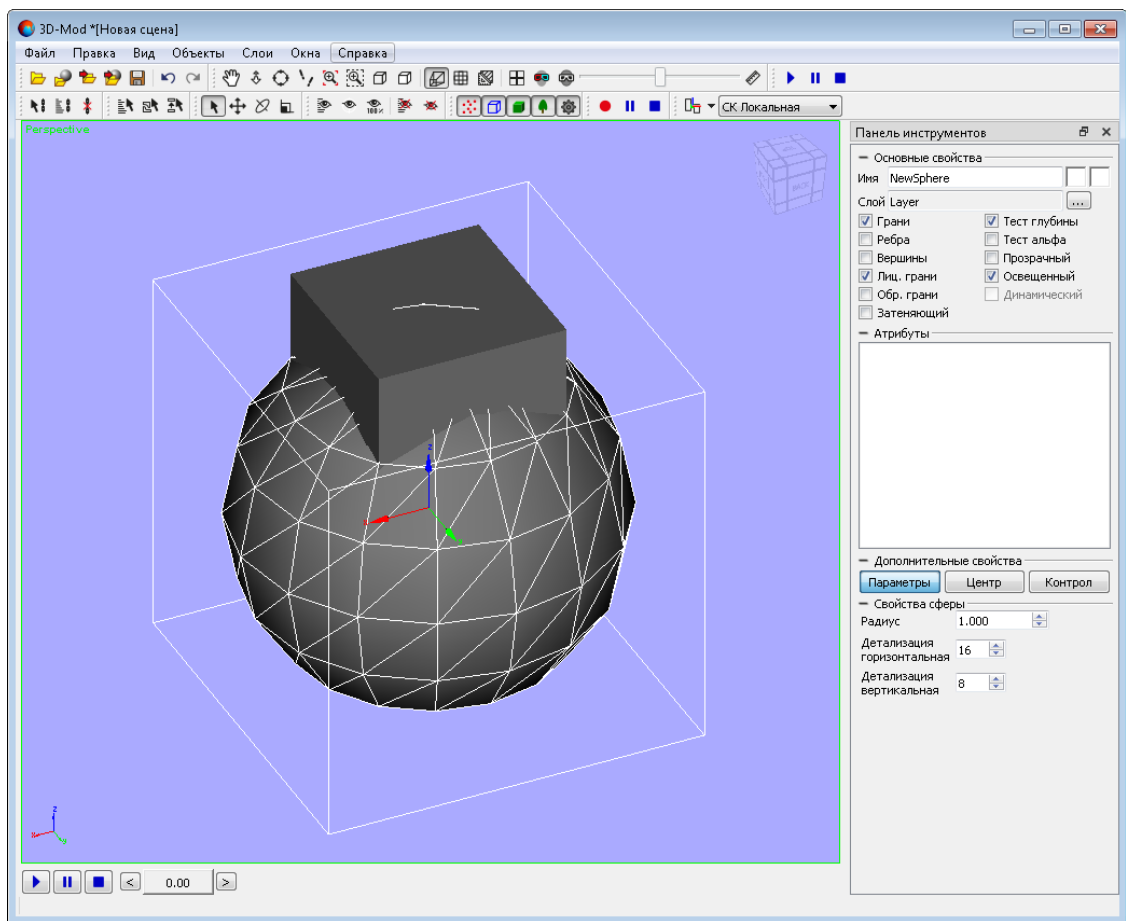 3D-Mod *[Новая сцена]
Файл Правка Вид Объекты Слои Окна Справка
100%
СК Локальная
Perspective
Панель инструментов
Основные свойства
Имя NewSphere
Слой Layer ...
Грани Тест глубины
Ребра Тест альфа
Вершины Прозрачный
Лиц. грани Освещенный
Обр. грани Динамический
Затеняющий
Атрибуты
z
x
Дополнительные свойства
Параметры Центр Контрол
Свойства сферы
Радиус 1.000
Детализация
горизонтальная 16
Детализация
вертикальная 8
z
x
< 0.00 >